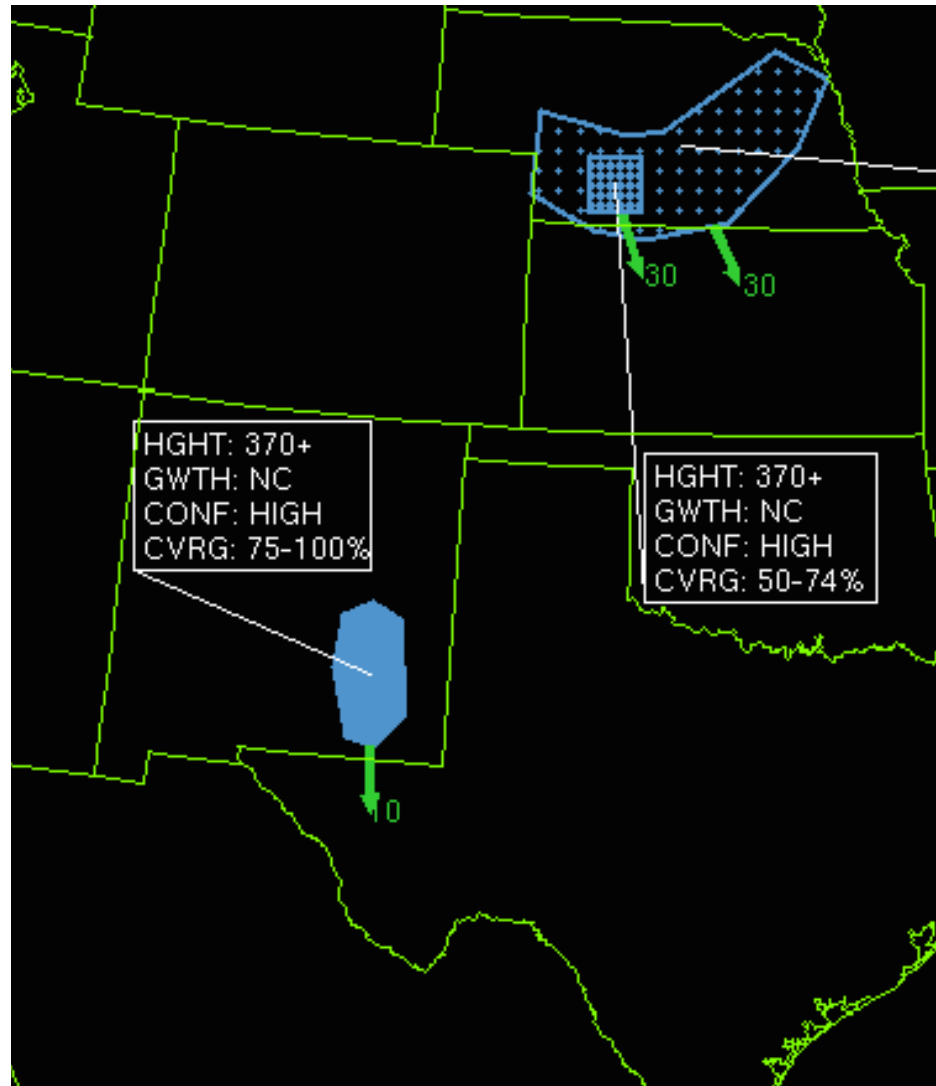 30
30
HGHT: 370+
GWTH: NC
CONF: HIGH
CVRG: 75-100%
HGHT: 370+
GWTH: NC
CONF: HIGH
CVRG: 50-74%
10